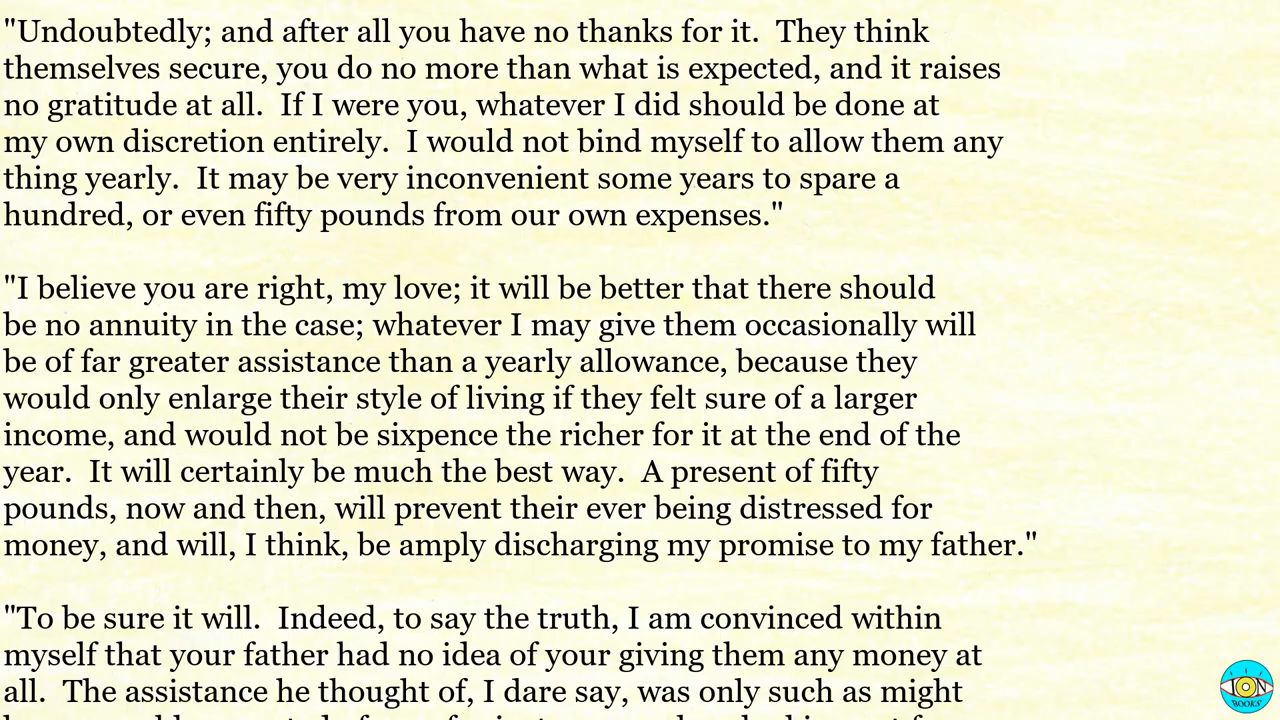 "Undoubtedly; and after all you have no thanks for it.  They think
themselves secure, you do no more than what is expected, and it raises
no gratitude at all.  If I were you, whatever I did should be done at
my own discretion entirely.  I would not bind myself to allow them any
thing yearly.  It may be very inconvenient some years to spare a
hundred, or even fifty pounds from our own expenses."
"I believe you are right, my love; it will be better that there should
be no annuity in the case; whatever I may give them occasionally will
be of far greater assistance than a yearly allowance, because they
would only enlarge their style of living if they felt sure of a larger
income, and would not be sixpence the richer for it at the end of the
year.  It will certainly be much the best way.  A present of fifty
pounds, now and then, will prevent their ever being distressed for
money, and will, I think, be amply discharging my promise to my father."
"To be sure it will.  Indeed, to say the truth, I am convinced within
myself that your father had no idea of your giving them any money at
all.  The assistance he thought of, I dare say, was only such as might
ION
BOOKS